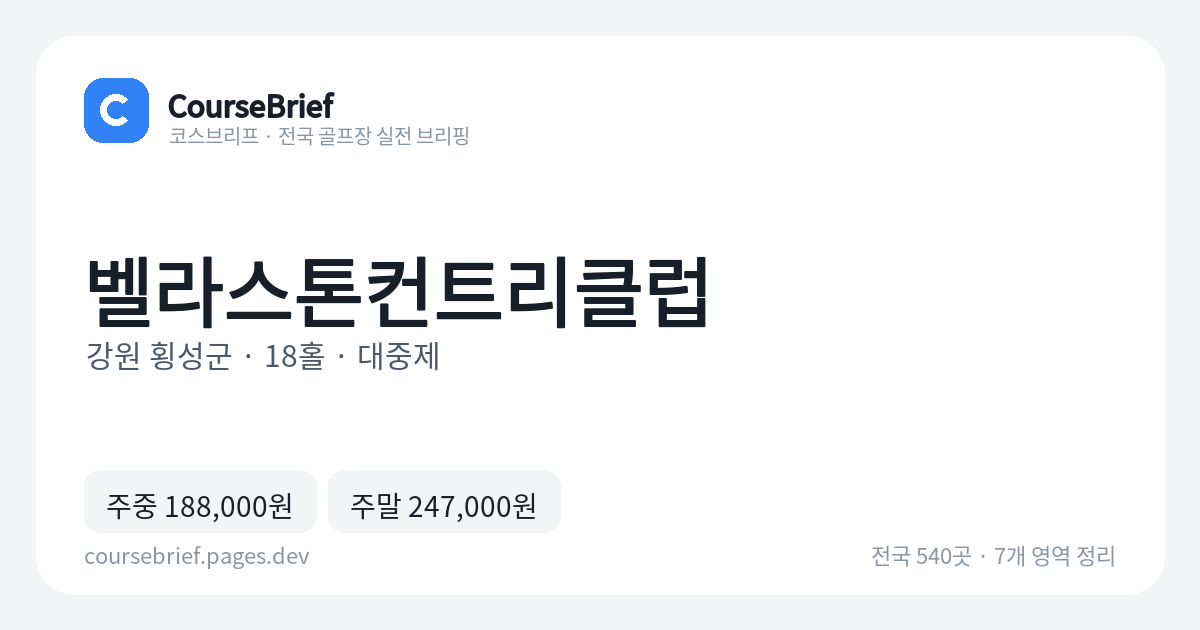 C
CourseBrief
코스브리프 · 전국 골프장 실전 브리핑
벨라스톤컨트리클럽
강원 횡성군 · 18홀 · 대중제
주중 188,000원
주말 247,000원
coursebrief.pages.dev
전국 540곳 · 7개 영역 정리